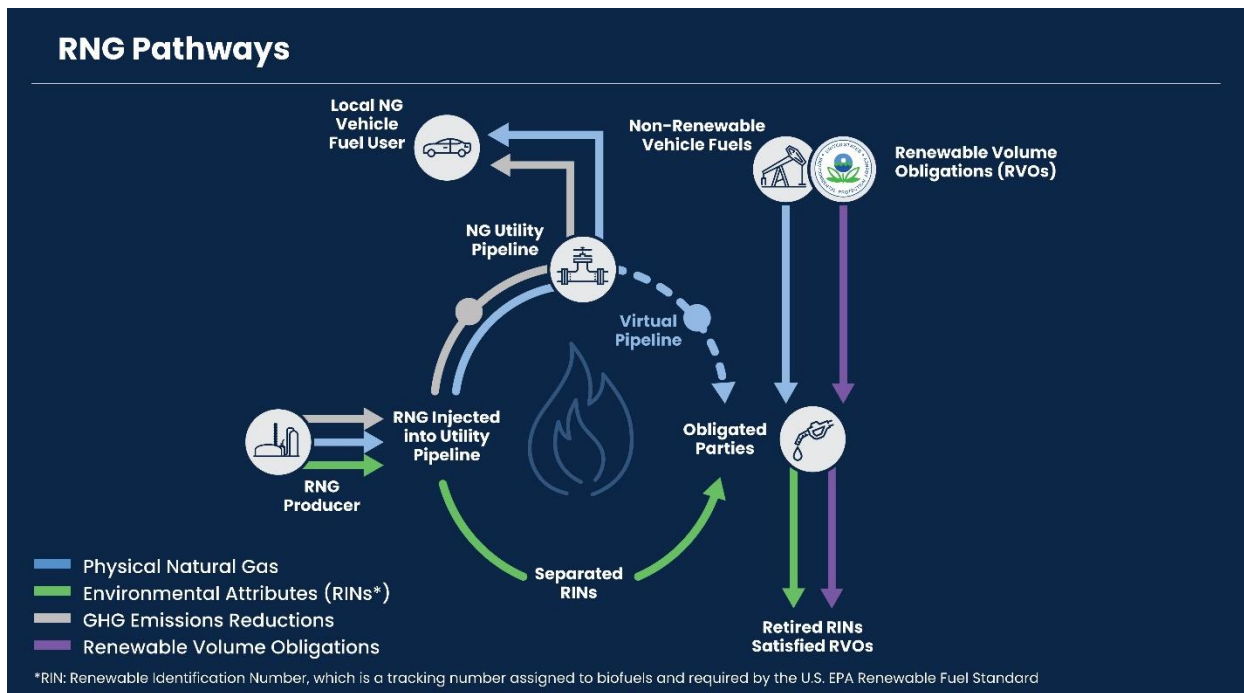 RNG Pathways
Local NG
Vehicle
Fuel User
Non-Renewable
Vehicle Fuels
Renewable Volume
Obligations (RVOs)
NG Utility
Pipeline
Virtual
Pipeline
RNG Injected
into Utility
Pipeline
Obligated
Parties
RNG
Producer
Separated
RINs
Physical Natural Gas
Environmental Attributes (RINs*)
GHG Emissions Reductions
Renewable Volume Obligations
Retired RINs
Satisfied RVOs
*RIN: Renewable Identification Number, which is a tracking number assigned to biofuels and required by the U.S. EPA Renewable Fuel Standard